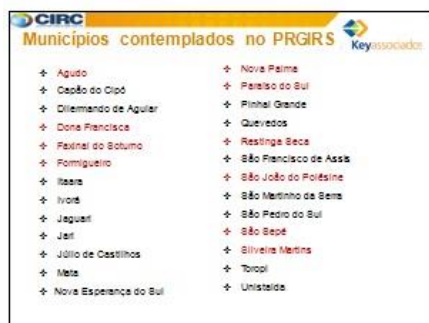 CIRC
Municípios contemplados no PRGIRS
Keyassociados
Agudo
Capão do Cipó
Dilermando de Aguiar
Dona Francisca
Faxinal do Soturno
Formigueiro
Itaara
Ivorá
Jaguari
Jari
Júlio de Castilhos
Mata
Nova Esperança do Sul
Nova Palma
Paraíso do Sul
Pinhal Grande
Quevedos
Restinga Seca
São Francisco de Assis
São João do Polêsine
São Martinho da Serra
São Pedro do Sul
São Sepé
Silveira Martins
Toropi
Unistalda